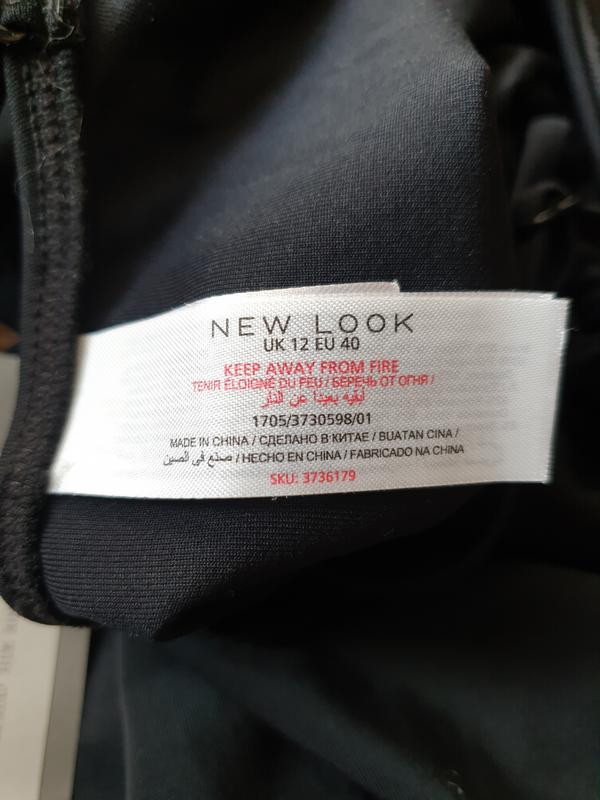 NEW LOOK
UK 12 EU 40
KEEP AWAY FROM FIRE
TENIR ÉLOIGNÉ DU FEU / БЕРЕЧЬ ОТ ОГНЯ /
أبقيه بعيدا عن النار
1705/3730598/01
MADE IN CHINA / СДЕЛАНО В КИТАЕ / BUATAN CINA /
صنع في الصين / HECHO EN CHINA / FABRICADO NA CHINA
SKU: 3736179